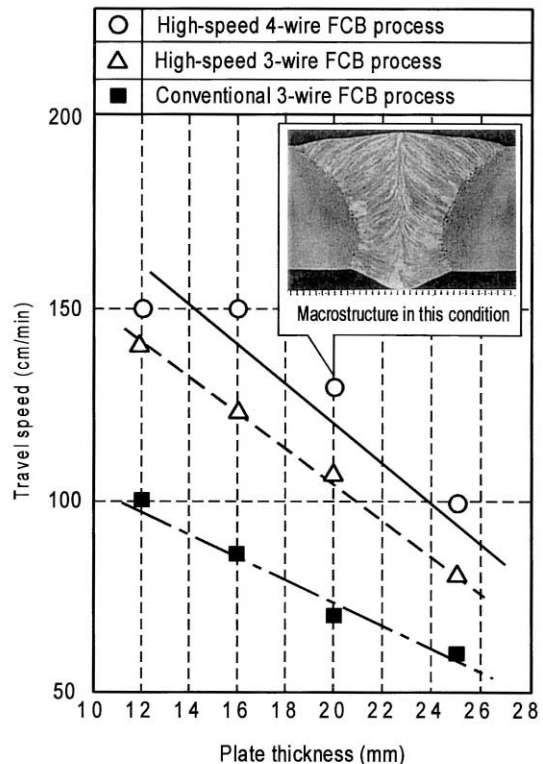 High-speed 4-wire FCB process
High-speed 3-wire FCB process
Conventional 3-wire FCB process
200
150
100
50
Travel speed (cm/min)
Macrostructure in this condition
10 12 14 16 18 20 22 24 26 28
Plate thickness (mm)